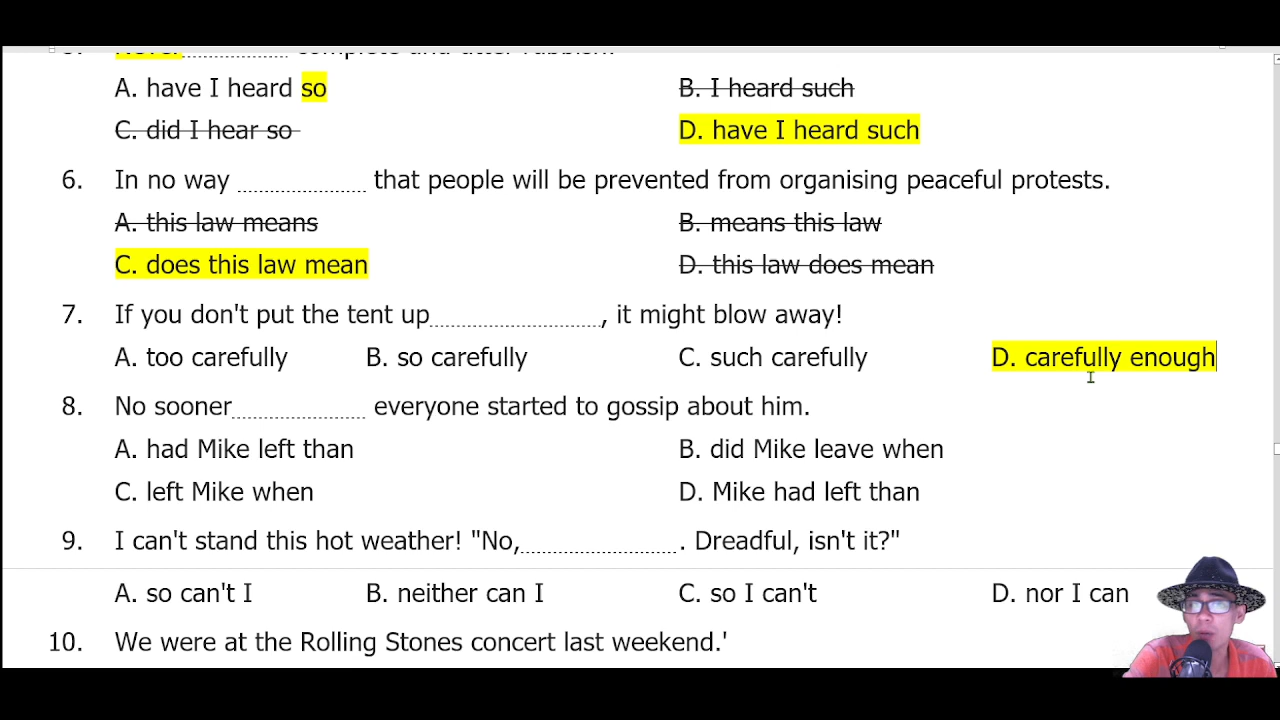 A. have I heard so B. I heard such
C. did I hear so D. have I heard such
6. In no way .................... that people will be prevented from organising peaceful protests.
A. this law means B. means this law
C. does this law mean D. this law does mean
7. If you don't put the tent up...................., it might blow away!
A. too carefully B. so carefully C. such carefully D. carefully enough
8. No sooner.................... everyone started to gossip about him.
A. had Mike left than B. did Mike leave when
C. left Mike when D. Mike had left than
9. I can't stand this hot weather! "No,.................... . Dreadful, isn't it?"
A. so can't I B. neither can I C. so I can't D. nor I can
10. We were at the Rolling Stones concert last weekend.'